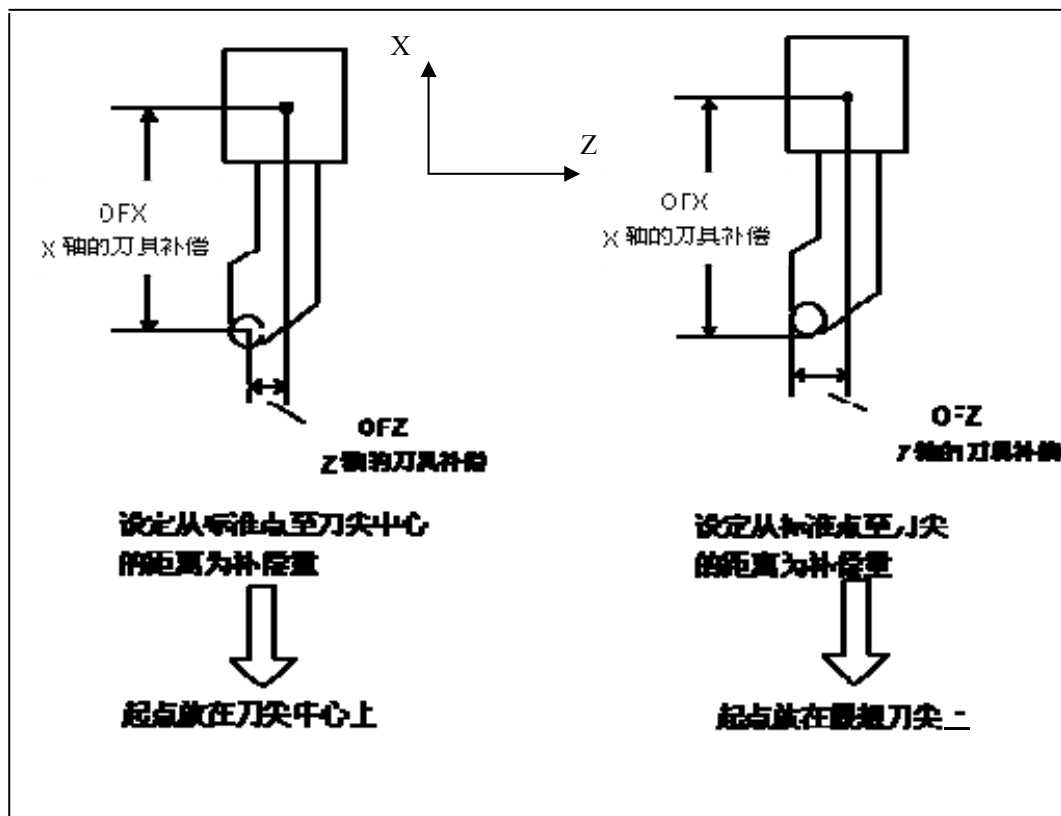 X
Z
OFX
X 轴的刀具补偿
OFX
X 轴的刀具补偿
OFZ
Z 轴的刀具补偿
OFZ
Z 轴的刀具补偿
设定从标准点至刀尖中心
的距离为补偿量
设定从标准点至刀尖
的距离为补偿量
起点放在刀尖中心上
起点放在 刀尖